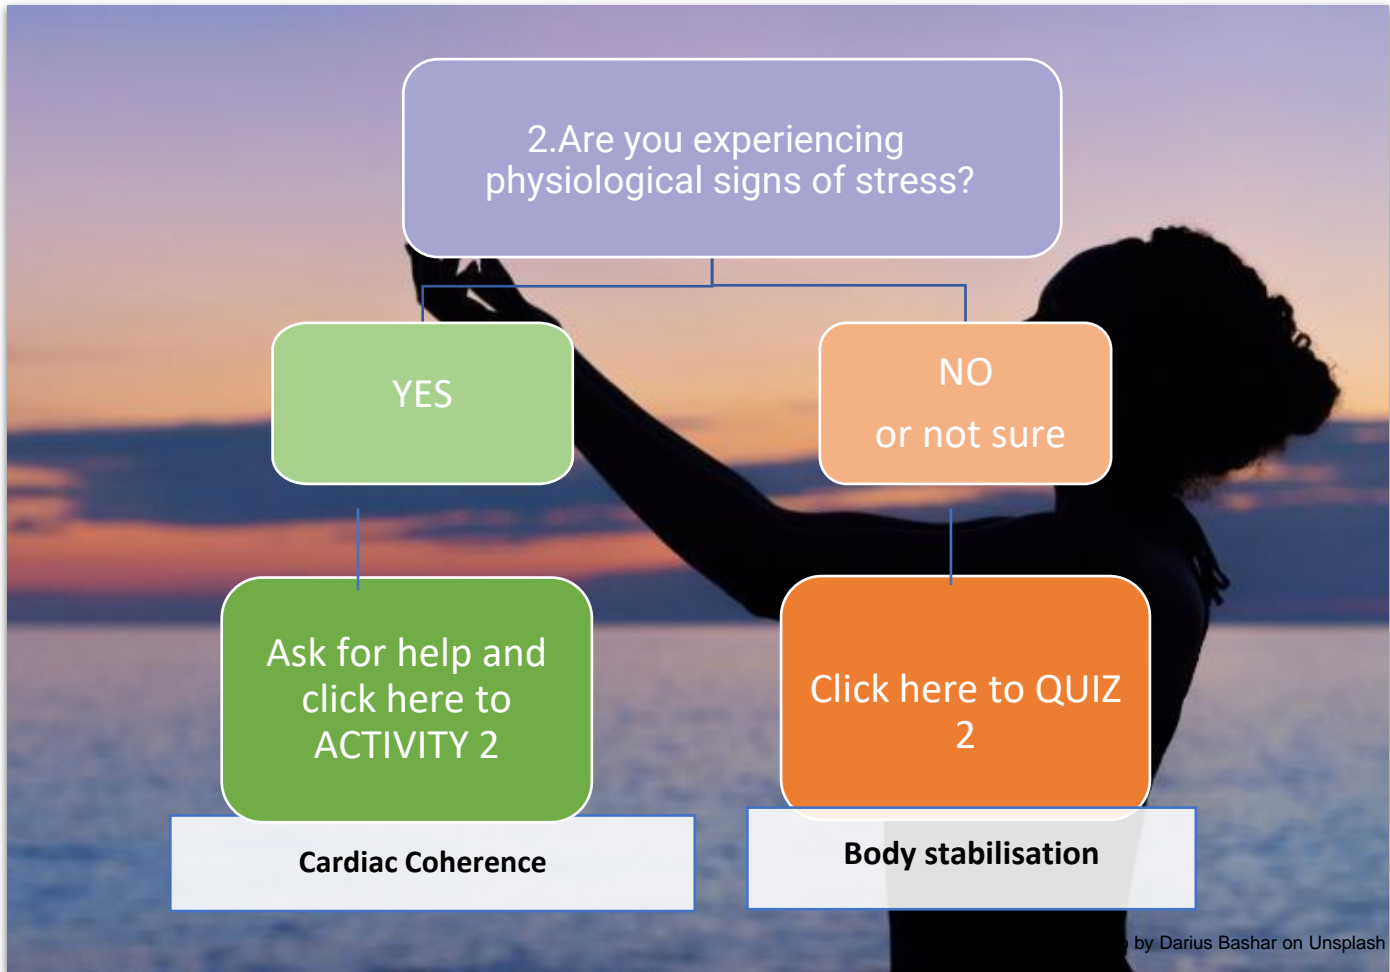 2.Are you experiencing
physiological signs of stress?
YES
NO
or not sure
Ask for help and
click here to
ACTIVITY 2
Click here to QUIZ
2
Cardiac Coherence
Body stabilisation
by Darius Bashar on Unsplash